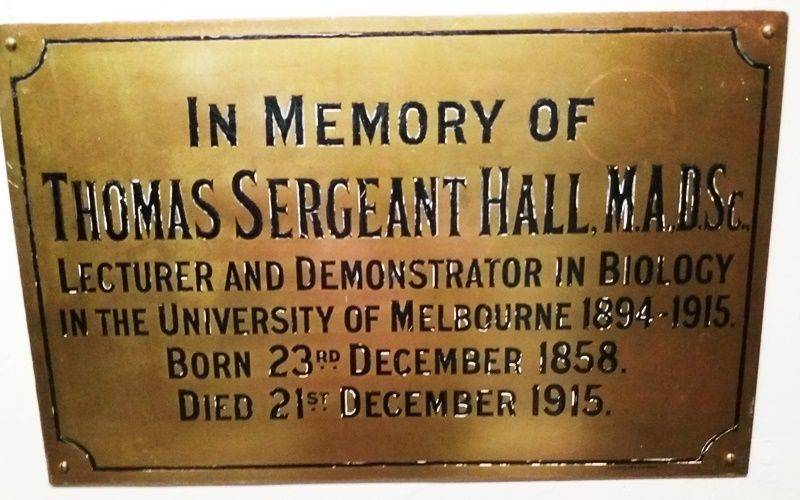 IN MEMORY OF
THOMAS SERGEANT HALL, M.A., D.SC.,
LECTURER AND DEMONSTRATOR IN BIOLOGY
IN THE UNIVERSITY OF MELBOURNE 1894-1915.
BORN 23RD DECEMBER 1858.
DIED 21ST DECEMBER 1915.